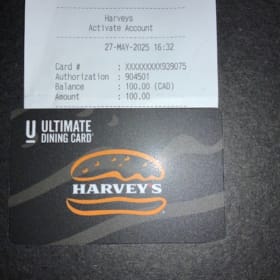 Harveys
Activate Account
27-MAY-2025 16:32
Card # : XXXXXXXXX939075
Authorization : 904501
Balance : 100.00 (CAD)
Amount : 100.00
U ULTIMATE
DINING CARD
HARVEY'S